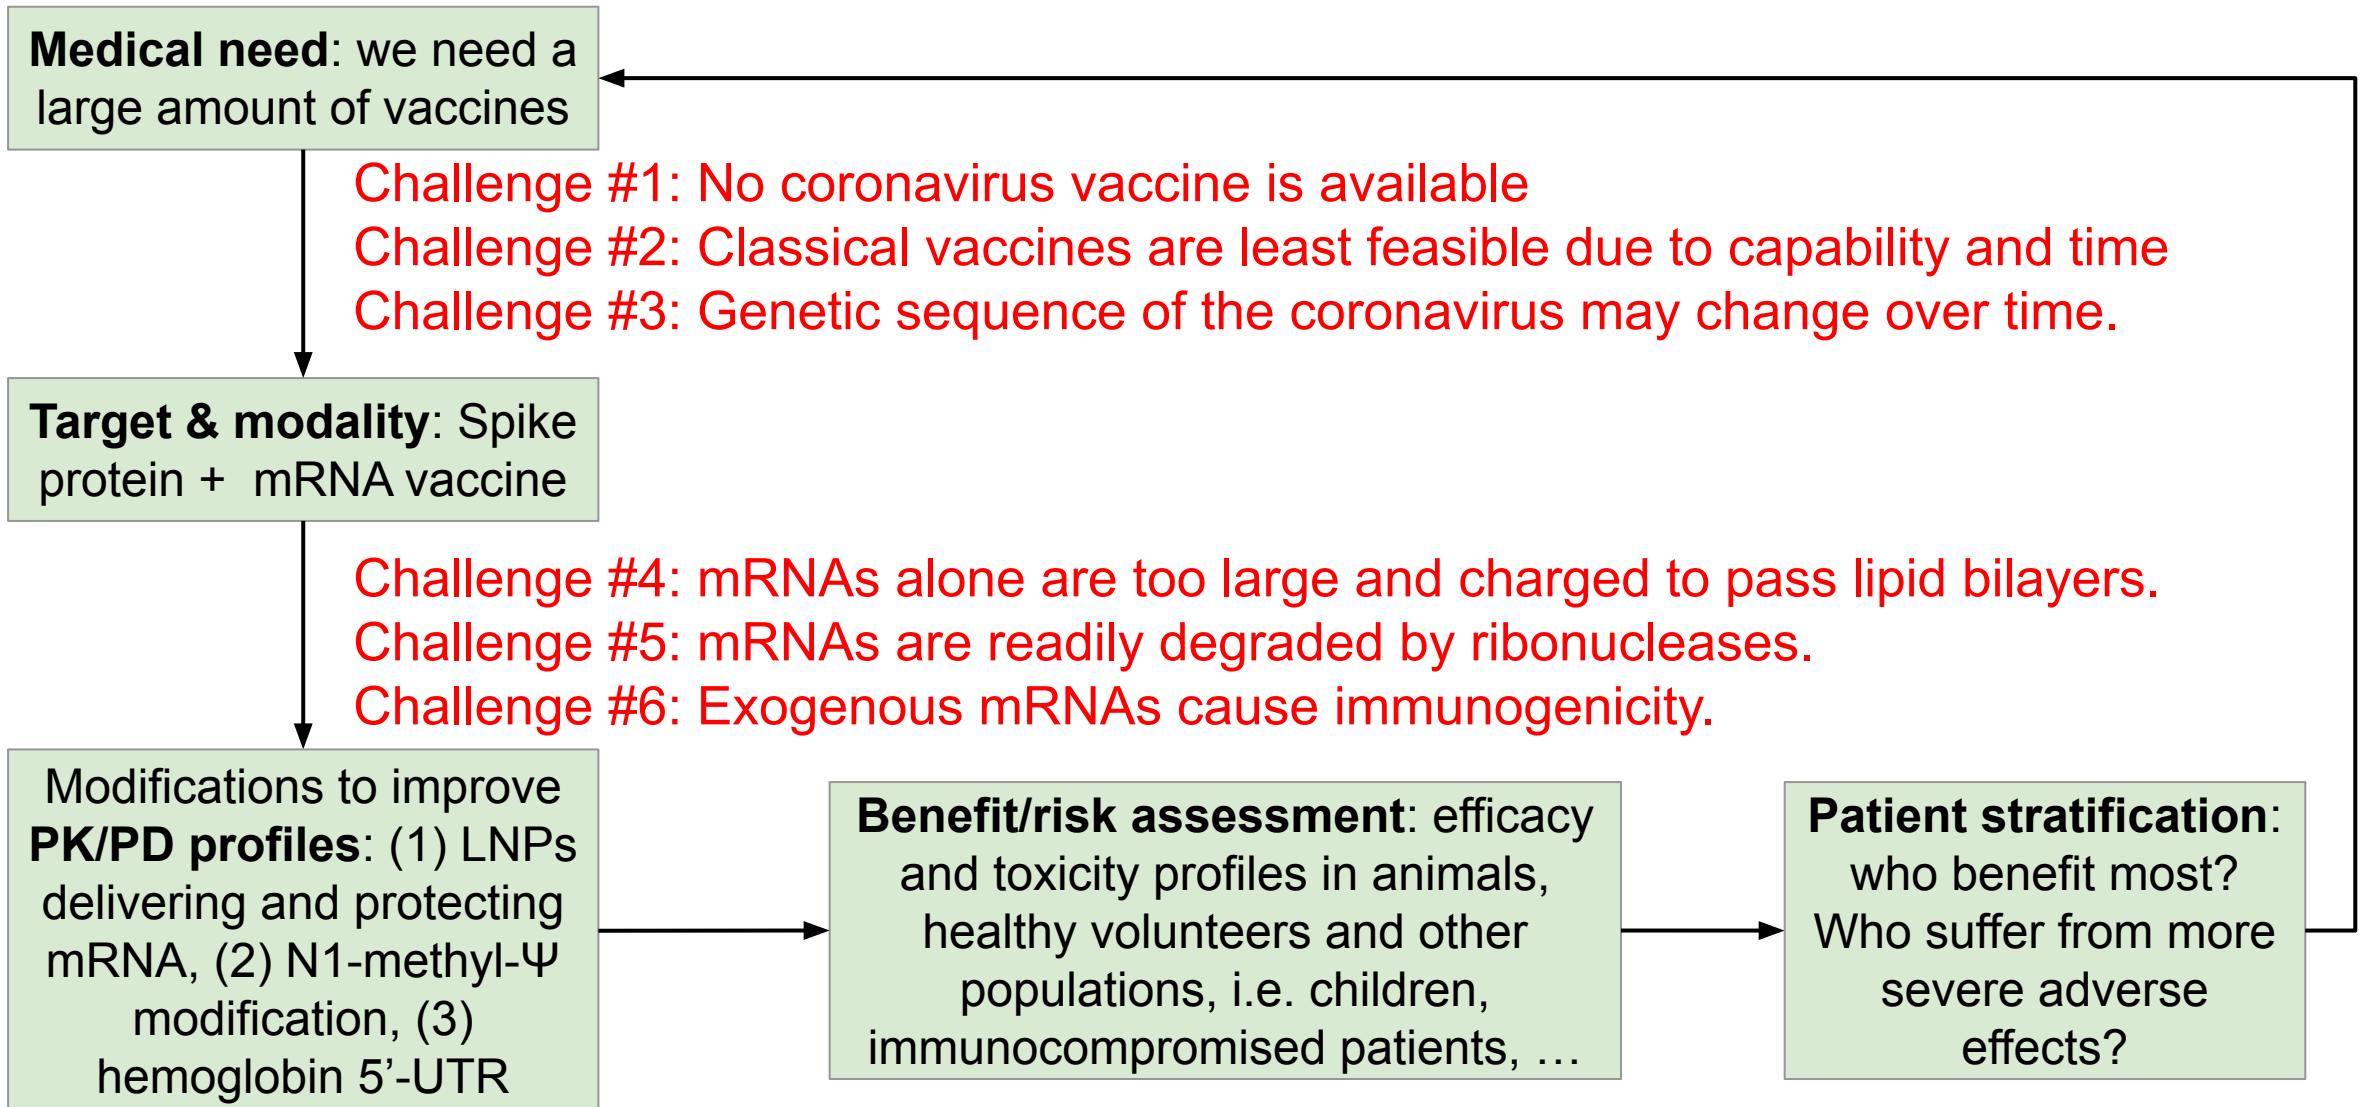 Medical need: we need a
large amount of vaccines
Challenge #1: No coronavirus vaccine is available
Challenge #2: Classical vaccines are least feasible due to capability and time
Challenge #3: Genetic sequence of the coronavirus may change over time.
Target & modality: Spike
protein + mRNA vaccine
Challenge #4: mRNAs alone are too large and charged to pass lipid bilayers.
Challenge #5: mRNAs are readily degraded by ribonucleases.
Challenge #6: Exogenous mRNAs cause immunogenicity.
Modifications to improve
PK/PD profiles: (1) LNPs
delivering and protecting
mRNA, (2) N1-methyl-Ψ
modification, (3)
hemoglobin 5’-UTR
Benefit/risk assessment: efficacy
and toxicity profiles in animals,
healthy volunteers and other
populations, i.e. children,
immunocompromised patients, …
Patient stratification:
who benefit most?
Who suffer from more
severe adverse
effects?